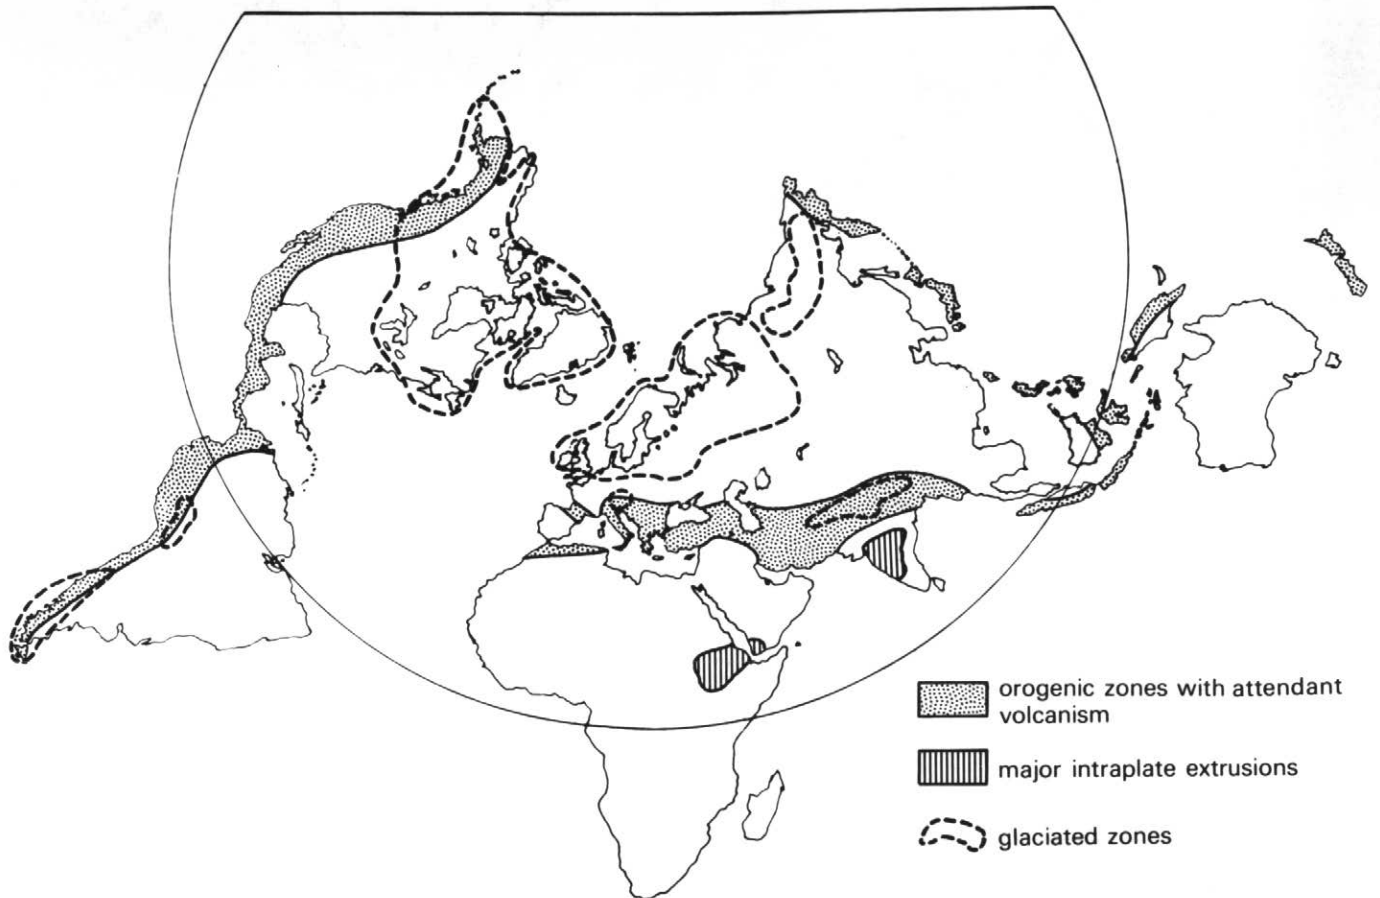 orogenic zones with attendant
volcanism
major intraplate extrusions
glaciated zones